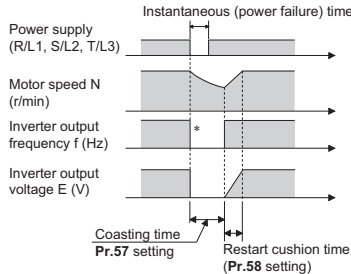 Instantaneous (power failure) time
Power supply
(R/L1, S/L2, T/L3)
Motor speed N
(r/min)
Inverter output
frequency f (Hz)
*
Inverter output
voltage E (V)
Coasting time
Pr.57 setting
Restart cushion time
(Pr.58 setting)